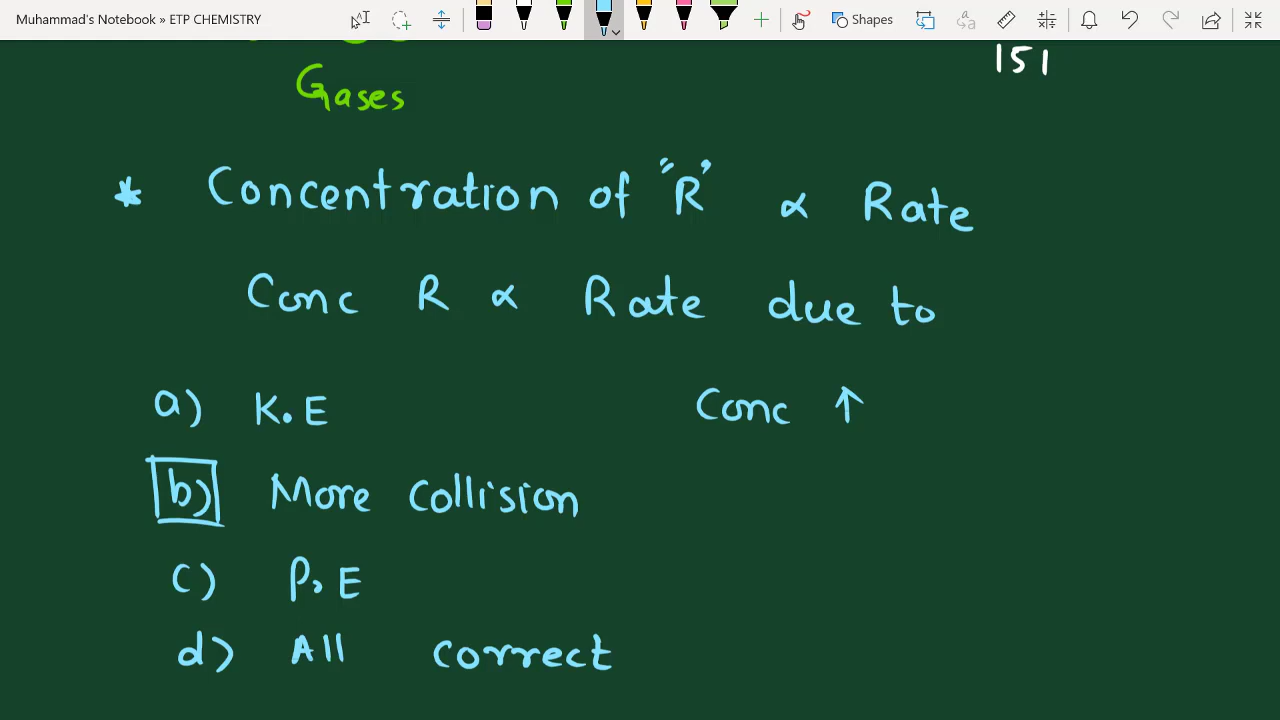 Muhammad's Notebook » ETP CHEMISTRY
Shapes
151
Gases
* Concentration of "R" ∝ Rate
Conc R ∝ Rate due to
a) K.E
Conc ↑
b) More Collision
c) P.E
d) All correct